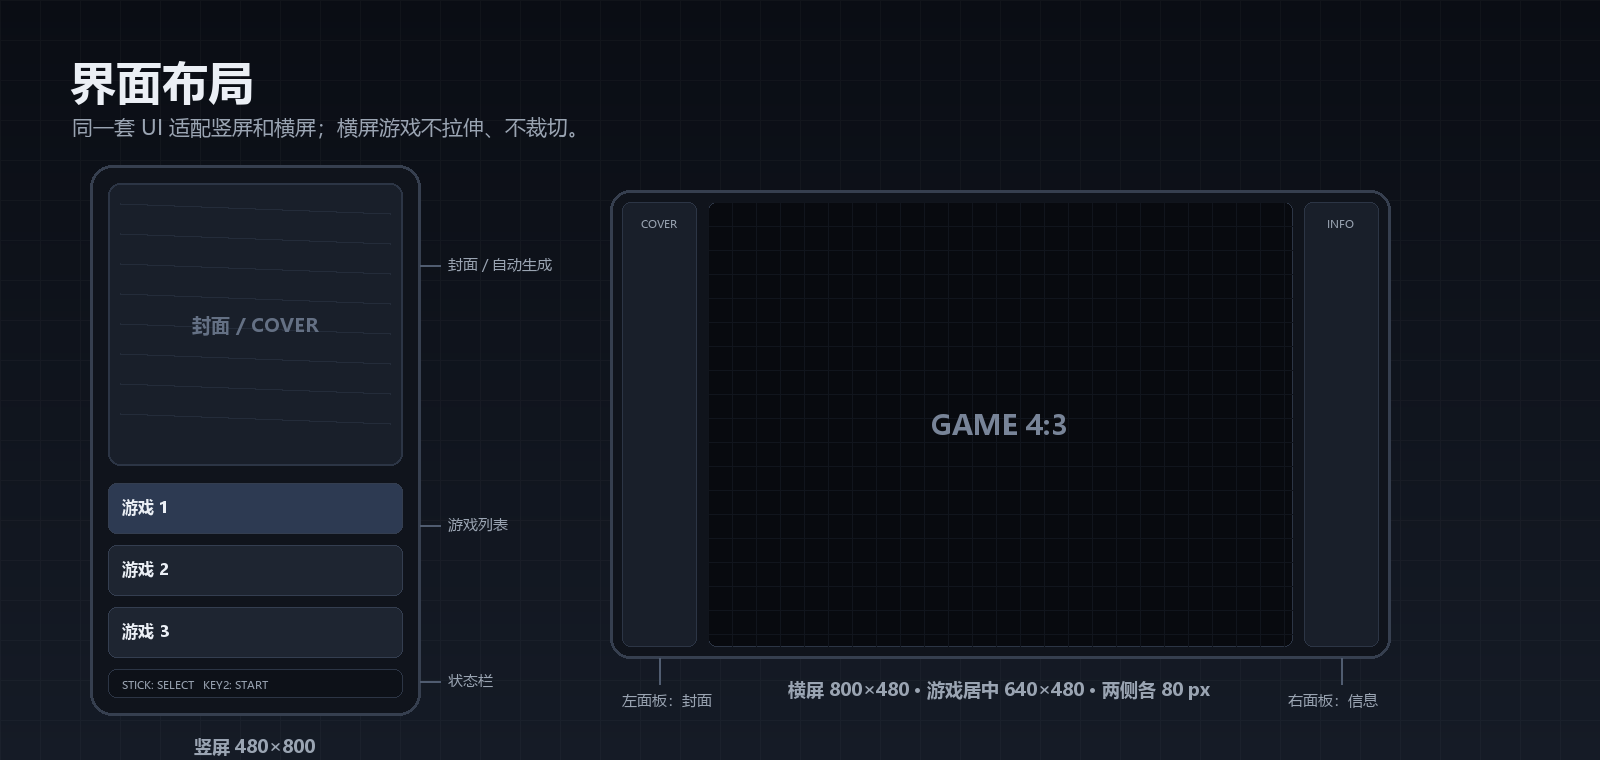 界面布局
同一套 UI 适配竖屏和横屏；横屏游戏不拉伸、不裁切。
封面 / COVER
封面 / 自动生成
游戏 1
游戏列表
游戏 2
游戏 3
STICK: SELECT   KEY2: START
状态栏
竖屏 480×800
COVER
GAME 4:3
INFO
左面板：封面
横屏 800×480 • 游戏居中 640×480 • 两侧各 80 px
右面板：信息